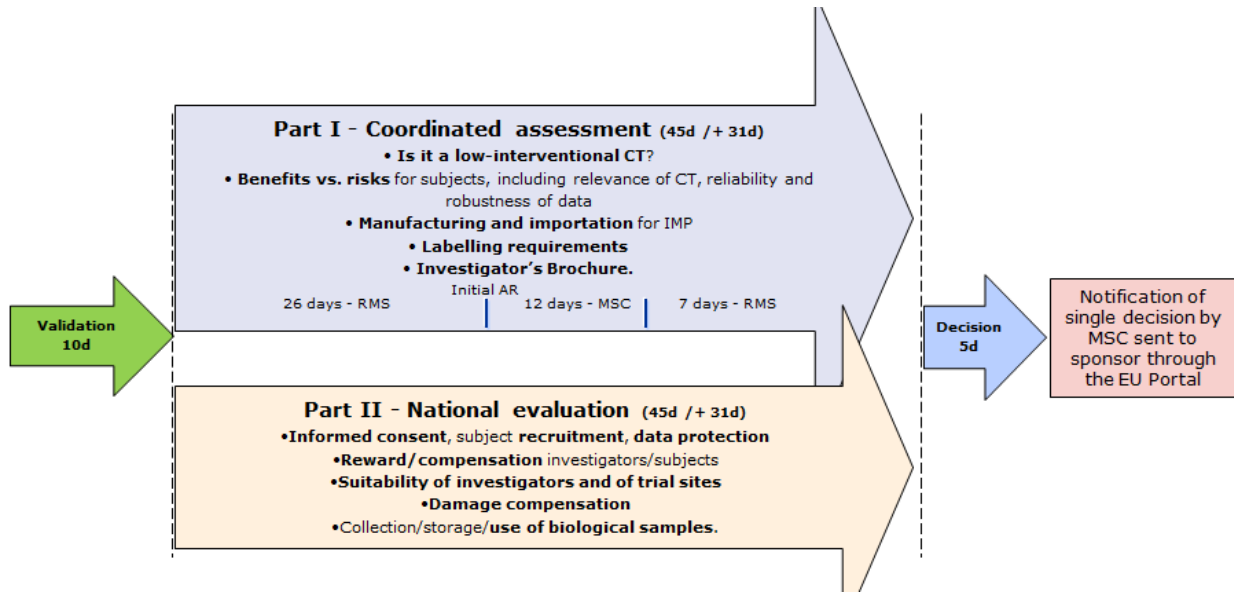 Validation
10d
Part I - Coordinated assessment (45d /+ 31d)
• Is it a low-interventional CT?
• Benefits vs. risks for subjects, including relevance of CT, reliability and
robustness of data
• Manufacturing and importation for IMP
• Labelling requirements
• Investigator's Brochure.
Initial AR
26 days - RMS
12 days - MSC
7 days - RMS
Part II - National evaluation (45d /+ 31d)
•Informed consent, subject recruitment, data protection
•Reward/compensation investigators/subjects
•Suitability of investigators and of trial sites
•Damage compensation
•Collection/storage/use of biological samples.
Decision
5d
Notification of
single decision by
MSC sent to
sponsor through
the EU Portal